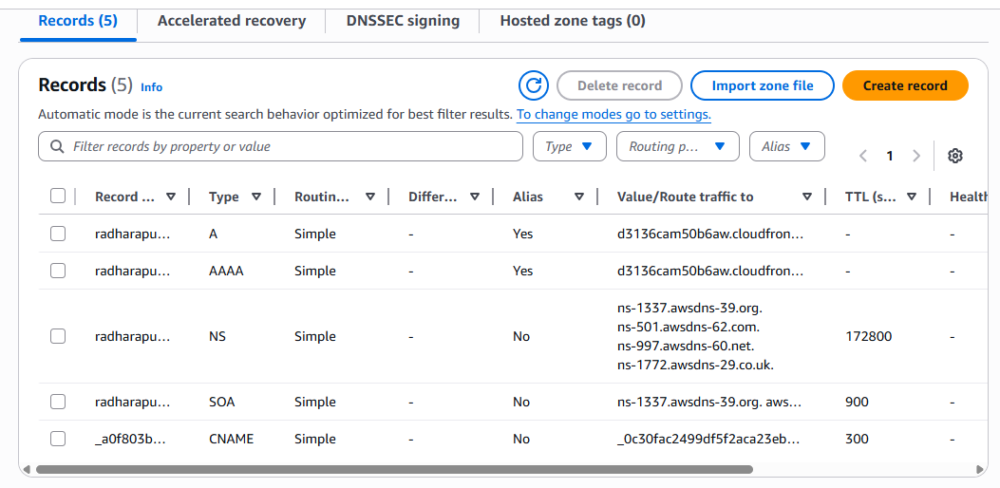 Records (5) Accelerated recovery DNSSEC signing Hosted zone tags (0)
Records (5) Info Delete record Import zone file Create record
Automatic mode is the current search behavior optimized for best filter results. To change modes go to settings.
Filter records by property or value Type Routing p... Alias 1
Record ... Type Routin... Differ... Alias Value/Route traffic to TTL (s... Health
radharapu... A Simple - Yes d3136cam50b6aw.cloudfron... - -
radharapu... AAAA Simple - Yes d3136cam50b6aw.cloudfron... - -
ns-1337.awsdns-39.org.
ns-501.awsdns-62.com.
radharapu... NS Simple - No 172800 -
ns-997.awsdns-60.net.
ns-1772.awsdns-29.co.uk.
radharapu... SOA Simple - No ns-1337.awsdns-39.org. aws... 900 -
_a0f803b... CNAME Simple - No _0c30fac2499df5f2aca23eb... 300 -